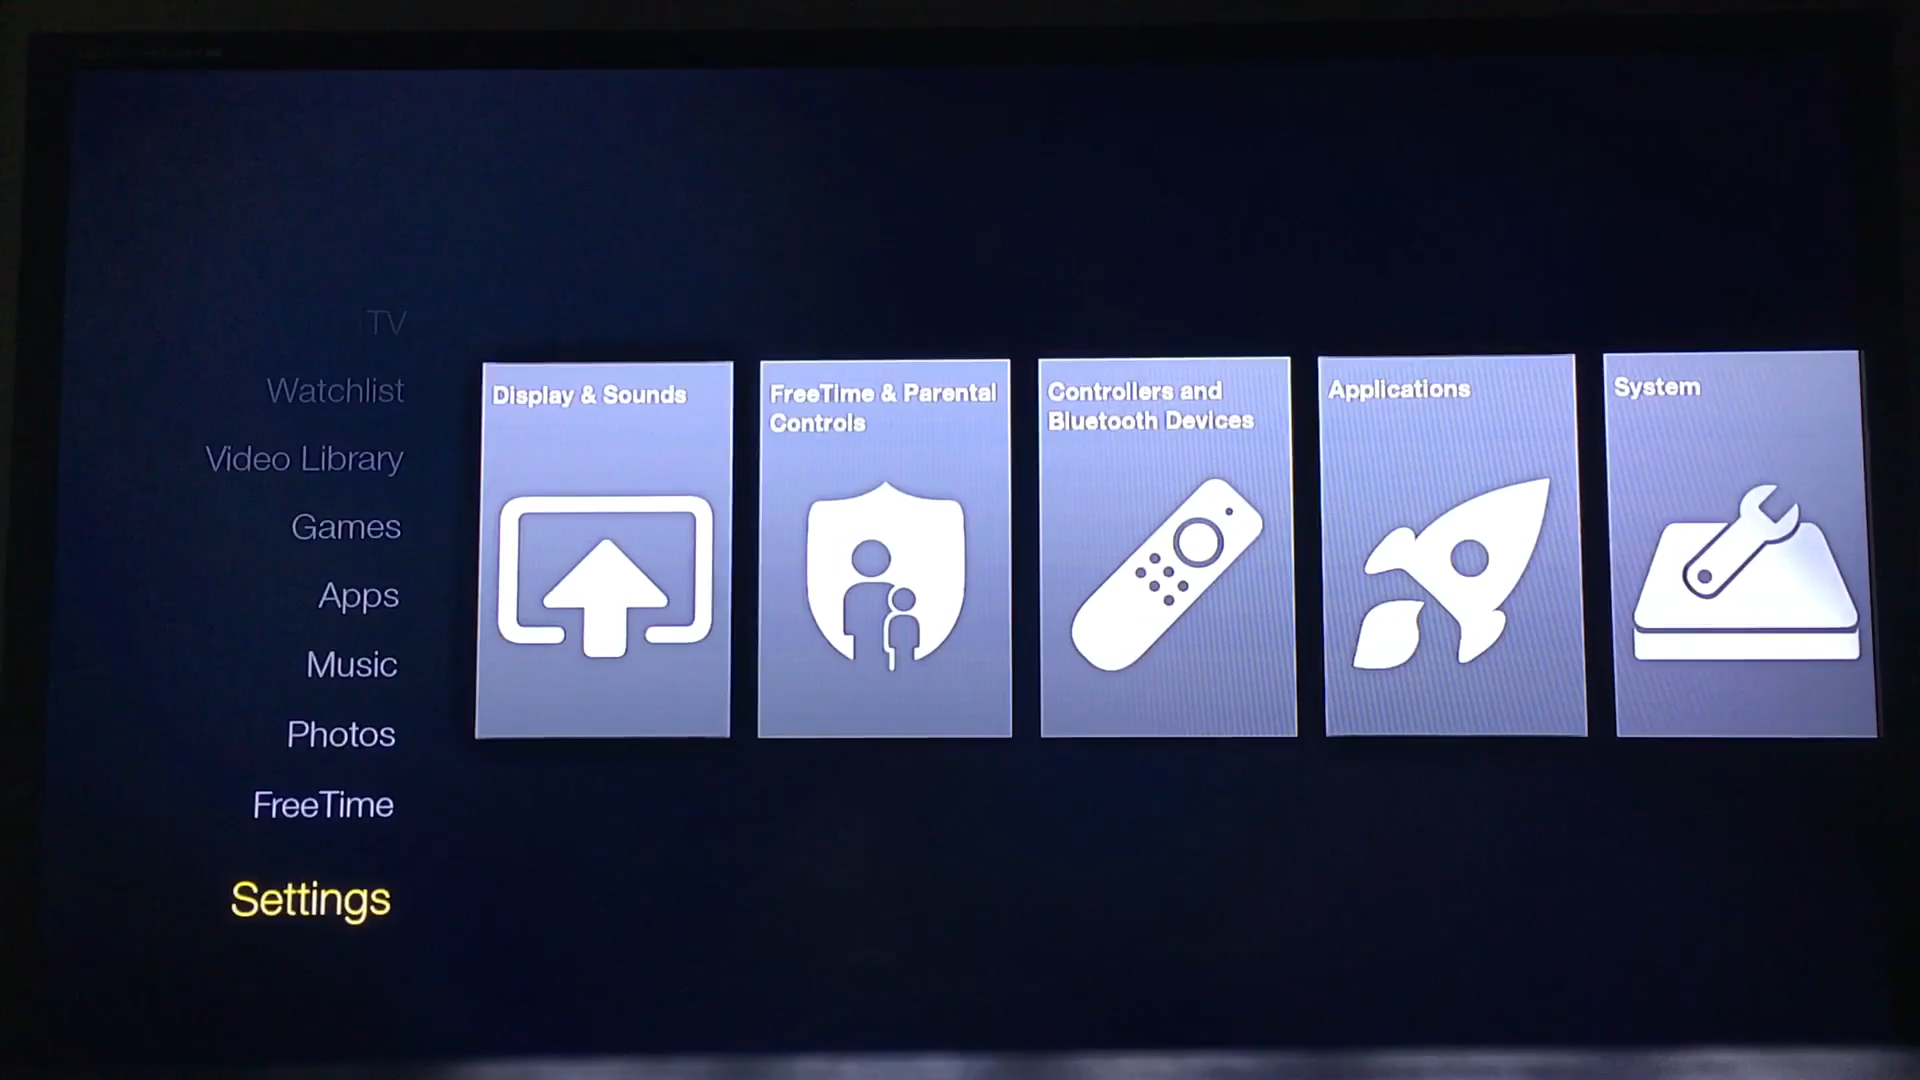 TV
Watchlist
Video Library
Games
Apps
Music
Photos
FreeTime
Settings
Display & Sounds
FreeTime & Parental
Controls
Controllers and
Bluetooth Devices
Applications
System